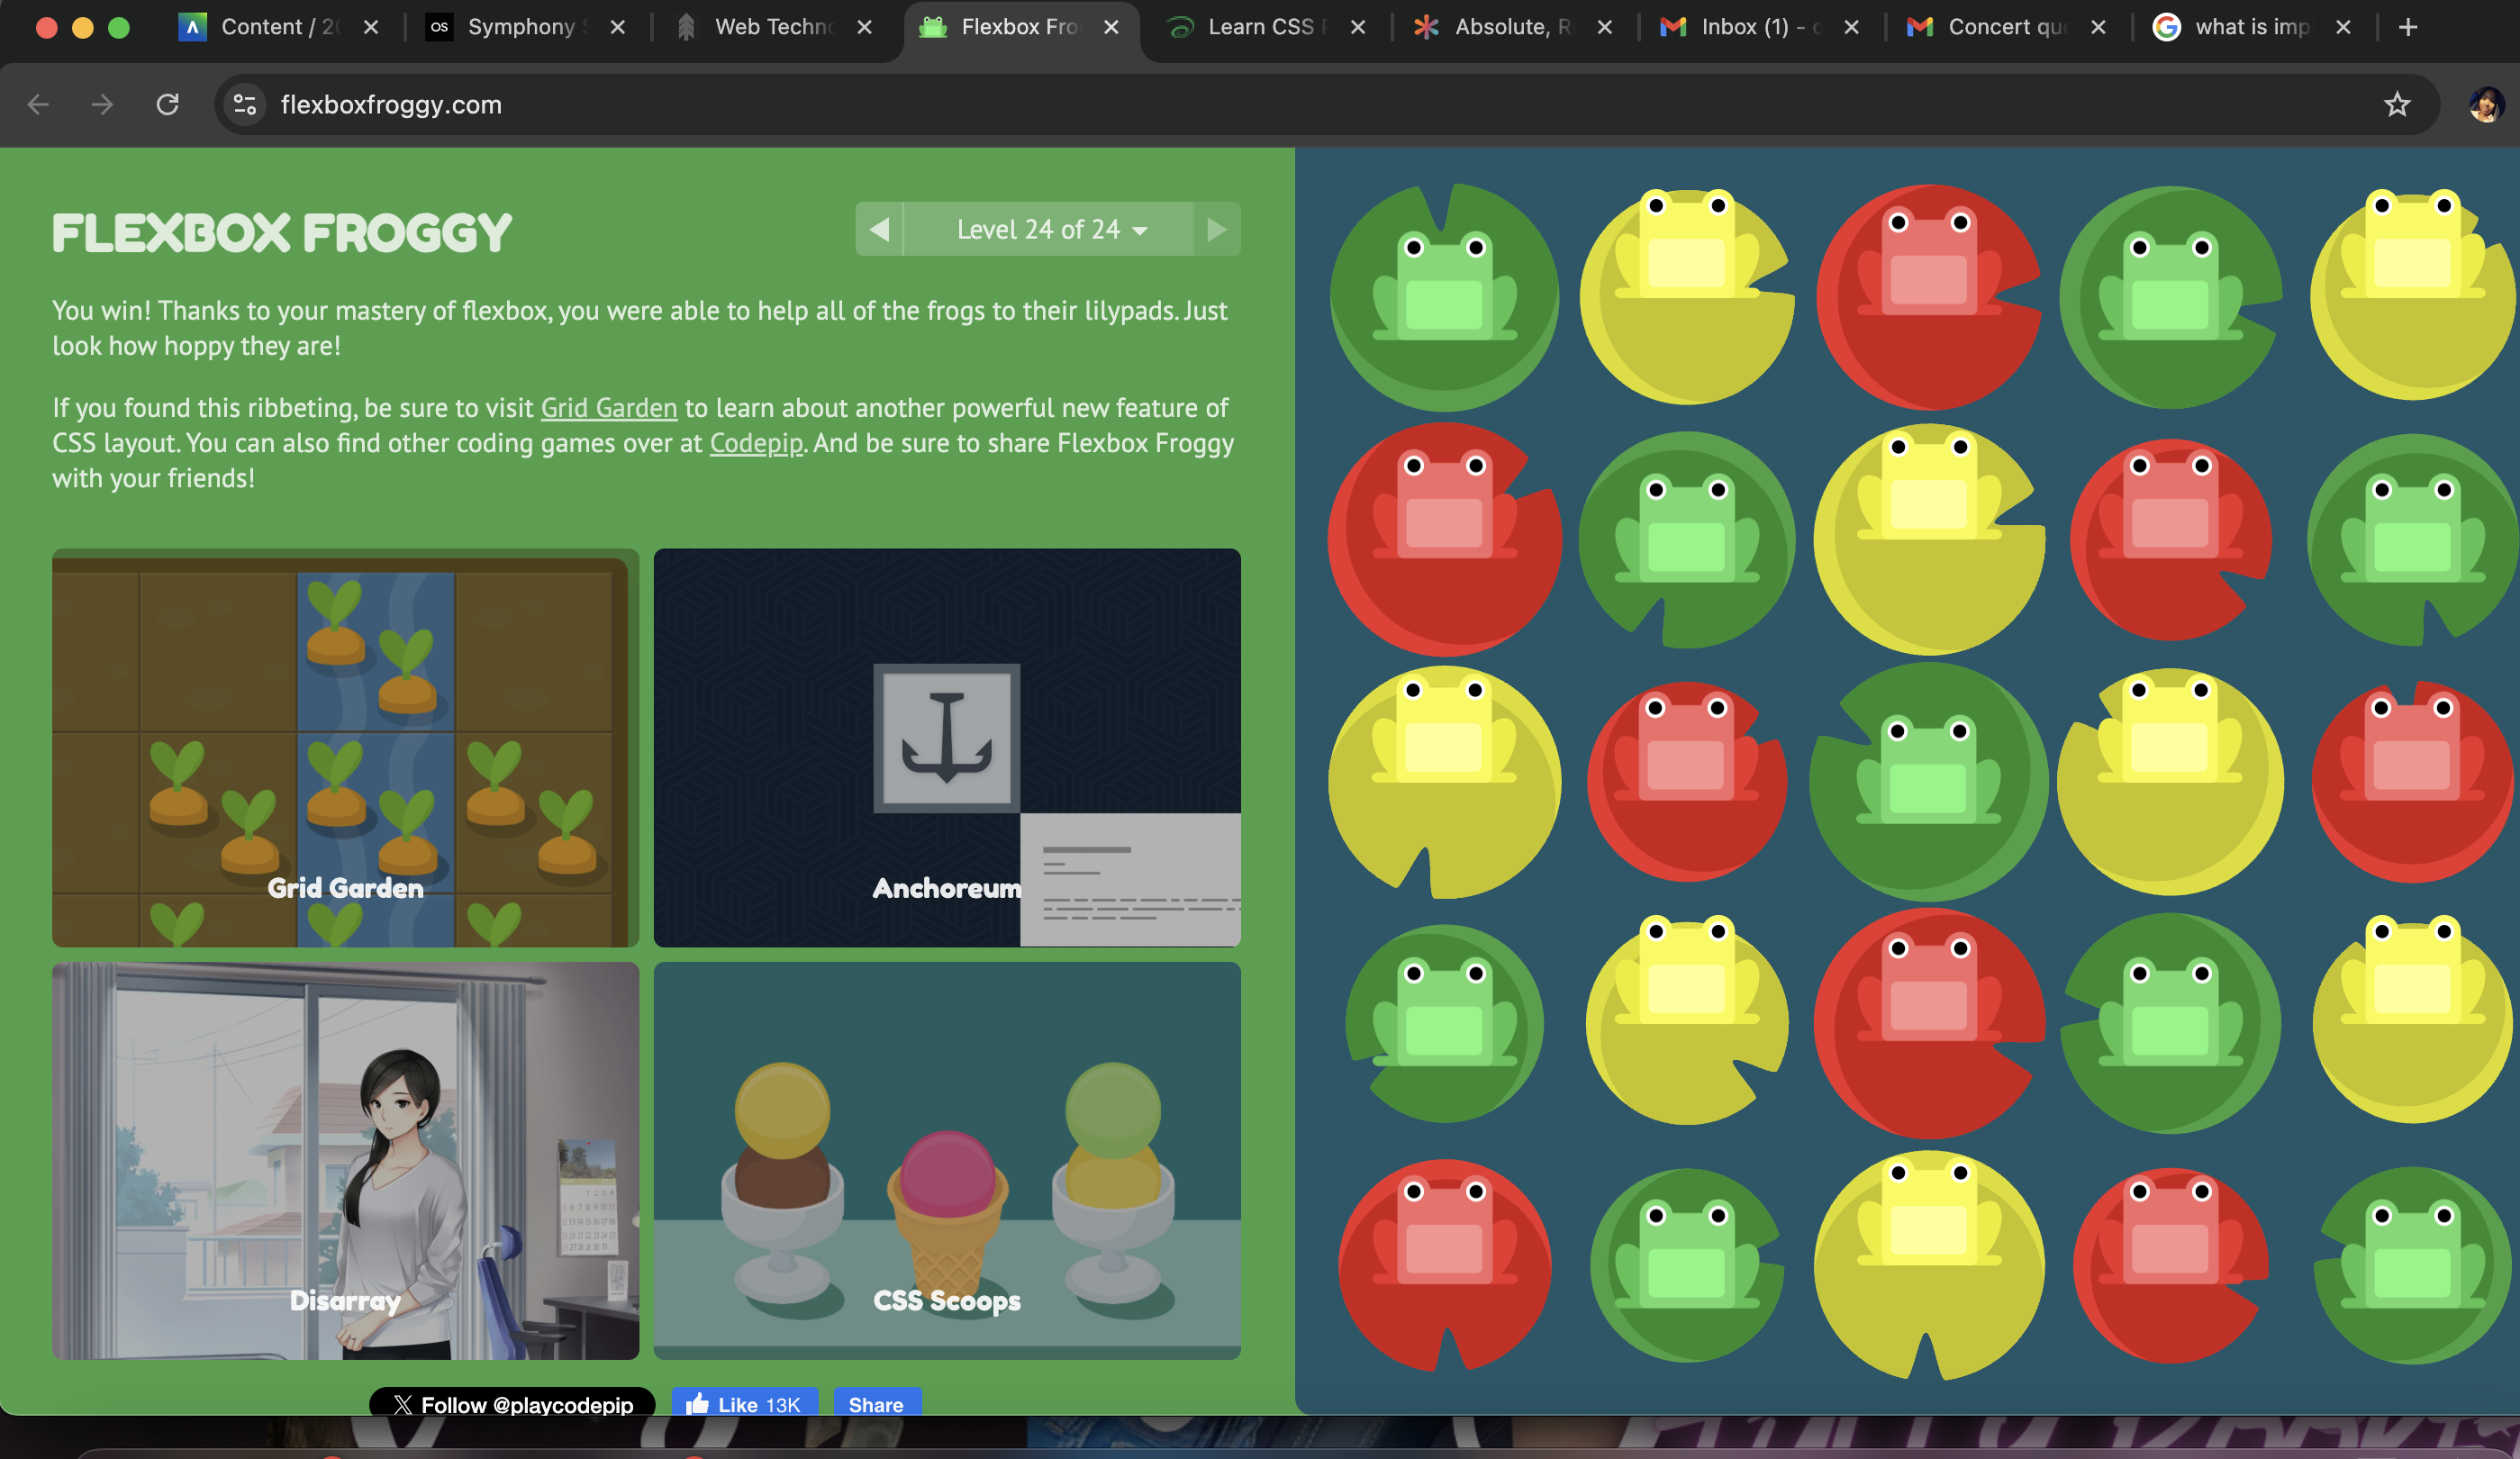 Content / 20
OS
Symphony S
Web Techno
Flexbox Fro
Learn CSS F
Absolute, R
Inbox (1) - c
Concert que
what is imp
flexboxfroggy.com
FLEXBOX FROGGY
Level 24 of 24
You win! Thanks to your mastery of flexbox, you were able to help all of the frogs to their lilypads. Just
look how hoppy they are!
If you found this ribbeting, be sure to visit Grid Garden to learn about another powerful new feature of
CSS layout. You can also find other coding games over at Codepip. And be sure to share Flexbox Froggy
with your friends!
Grid Garden
Anchoreum
Disarray
CSS Scoops
Follow @playcodepip
Like 13K
Share